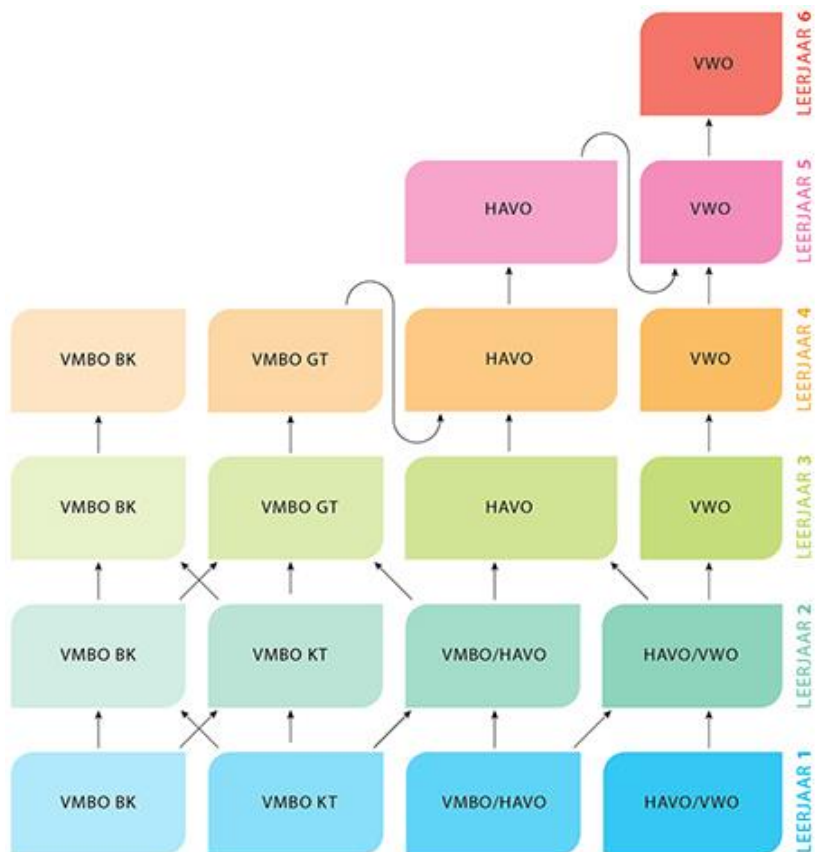 VWO
LEERJAAR 6
HAVO
VWO
LEERJAAR 5
VMBO BK
VMBO GT
HAVO
VWO
LEERJAAR 4
VMBO BK
VMBO GT
HAVO
VWO
LEERJAAR 3
VMBO BK
VMBO KT
VMBO/HAVO
HAVO/VWO
LEERJAAR 2
VMBO BK
VMBO KT
VMBO/HAVO
HAVO/VWO
LEERJAAR 1